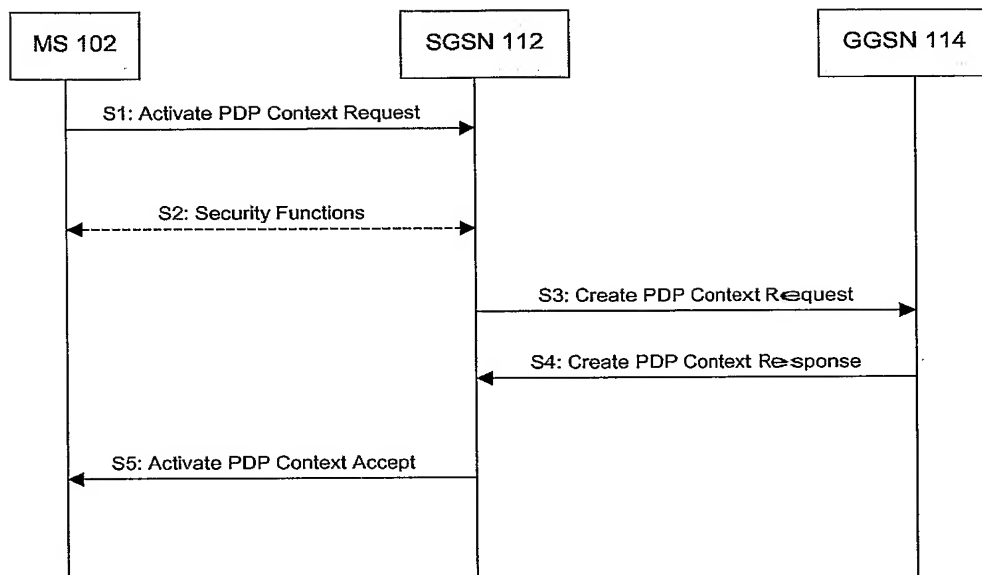 MS 102
SGSN 112
GGSN 114
S1: Activate PDP Context Request
S2: Security Functions
S3: Create PDP Context Request
S4: Create PDP Context Response
S5: Activate PDP Context Accept